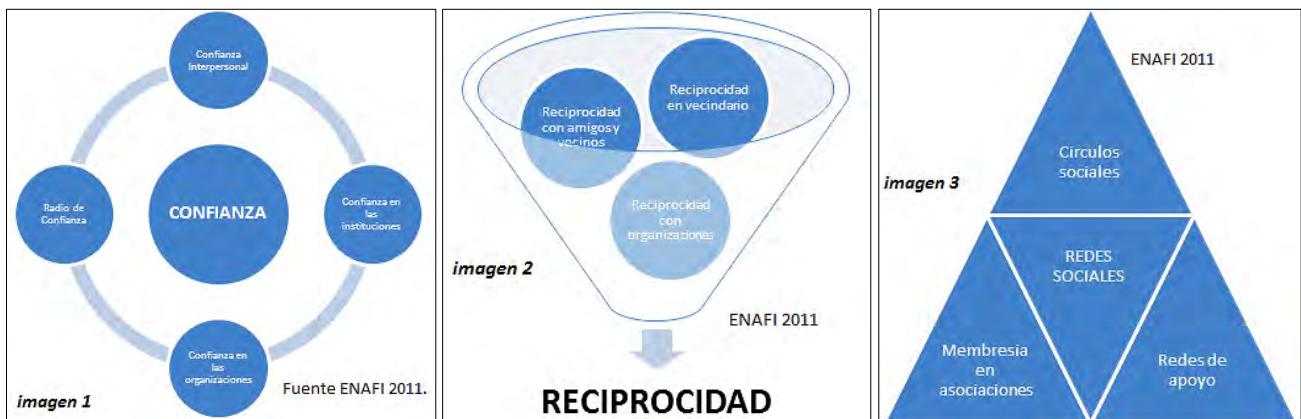 Confianza
Interpersonal
CONFIANZA
Radio de
Confianza
Confianza en
las
instituciones
Confianza en
las
organizaciones
Fuente ENAFI 2011.
imagen 1
Reciprocidad
con amigos y
vecinos
Reciprocidad
en vecindario
Reciprocidad
con
organizaciones
imagen 2
ENAFI 2011
RECIPROCIDAD
ENAFI 2011
Circulos
sociales
imagen 3
REDES
SOCIALES
Membresia
en
asociaciones
Redes de
apoyo